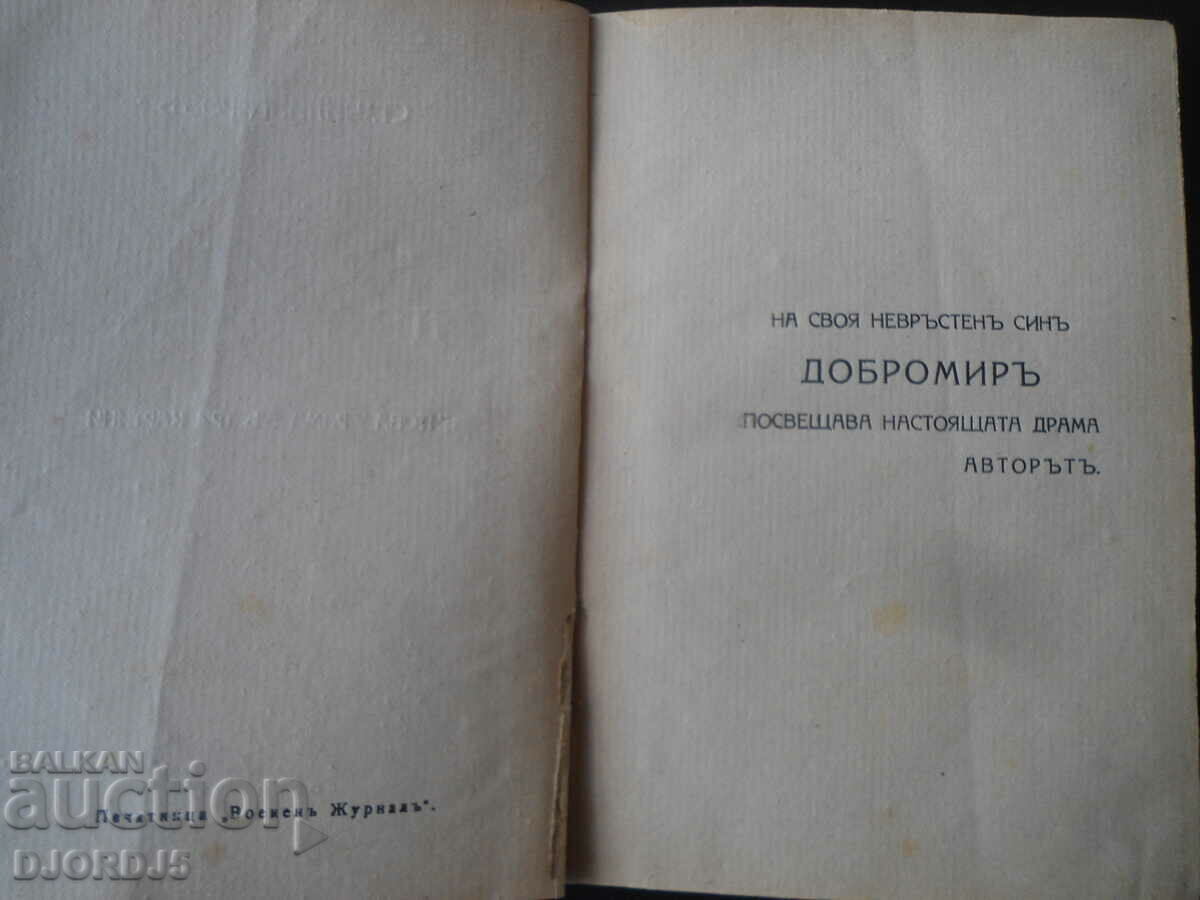 Печатница „Воененъ Журналъ“.
НА СВОЯ НЕВРЪСТЕНЪ СИНЪ
ДОБРОМИРЪ
ПОСВЕЩАВА НАСТОЯЩАТА ДРАМА
АВТОРЪТЪ.
BALKAN
auction
DJORDJ5